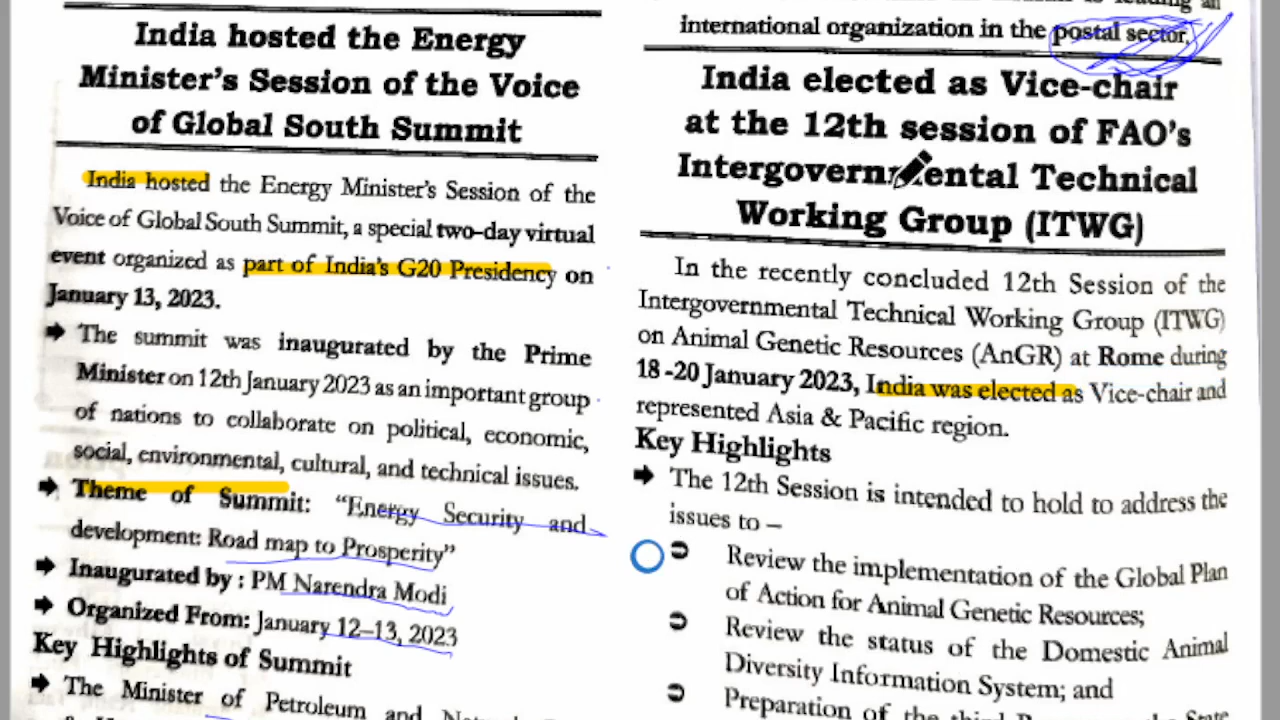 India hosted the Energy
Minister's Session of the Voice
of Global South Summit
India hosted the Energy Minister's Session of the
Voice of Global South Summit, a special two-day virtual
event organized as part of India's G20 Presidency on
January 13, 2023.
The summit was inaugurated by the Prime
Minister on 12th January 2023 as an important group
of nations to collaborate on political, economic,
social, environmental, cultural, and technical issues.
Theme of Summit: "Energy Security and
development: Road map to Prosperity"
Inaugurated by : PM Narendra Modi
Organized From: January 12–13, 2023
Key Highlights of Summit
The Minister of Petroleum and
international organization in the postal sector.
India elected as Vice-chair
at the 12th session of FAO's
Intergovernmental Technical
Working Group (ITWG)
In the recently concluded 12th Session of the
Intergovernmental Technical Working Group (ITWG)
on Animal Genetic Resources (AnGR) at Rome during
18 -20 January 2023, India was elected as Vice-chair and
represented Asia & Pacific region.
Key Highlights
The 12th Session is intended to hold to address the
issues to –
Review the implementation of the Global Plan
of Action for Animal Genetic Resources;
Review the status of the Domestic Animal
Diversity Information System; and
Preparation of the third